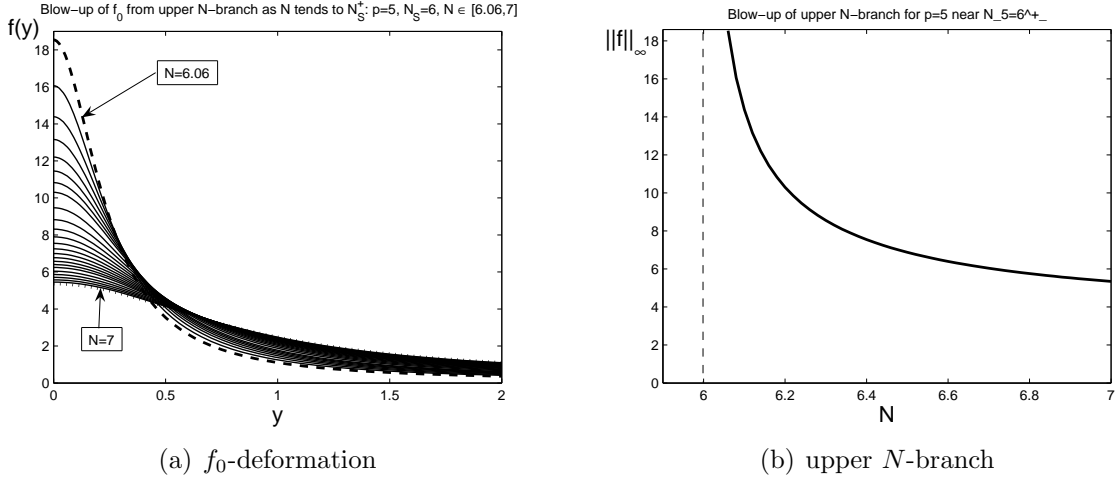 Blow-up of f_0 from upper N-branch as N tends to N_S^+: p=5, N_S=6, N ∈ [6.06,7]
f(y)
18
16
14
12
10
8
6
4
2
0
N=6.06
N=7
0 0.5 1 1.5 2
y
(a) f_0-deformation
Blow-up of upper N-branch for p=5 near N_5=6^+_
||f||_∞
18
16
14
12
10
8
6
4
2
0
6 6.2 6.4 6.6 6.8 7
N
(b) upper N-branch